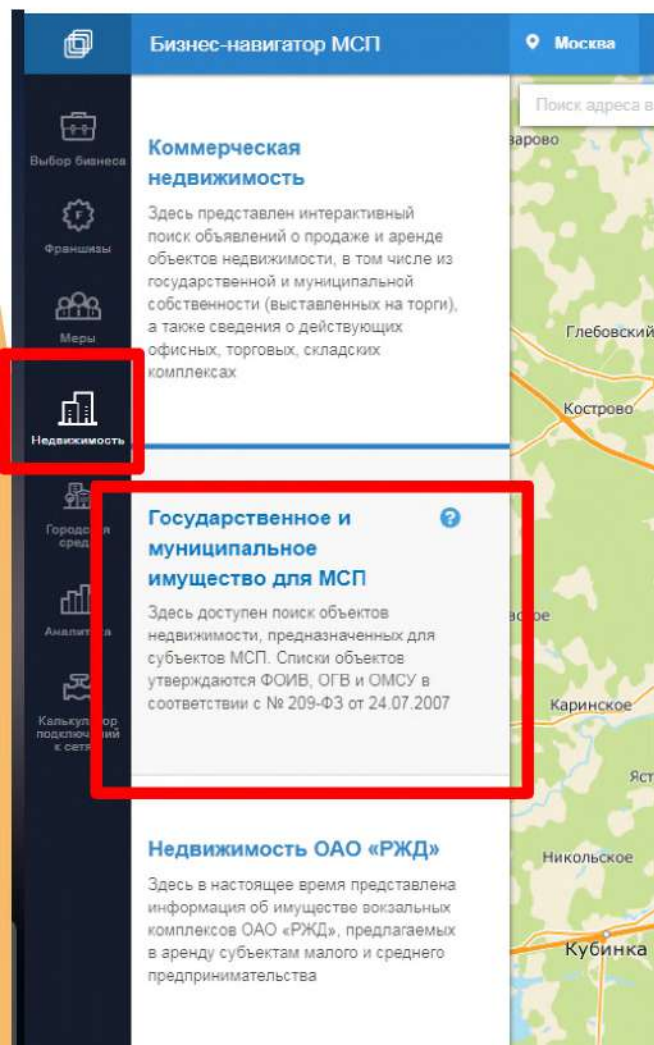 Бизнес-навигатор МСП
Москва
Поиск адреса в
Выбор бизнеса
Франшизы
Меры
Недвижимость
Аналитика
Калькулятор
подключений
Коммерческая
недвижимость
Здесь представлен интерактивный
поиск объявлений о продаже и аренде
объектов недвижимости, в том числе из
государственной и муниципальной
собственности (выставленных на торги),
а также сведения о действующих
офисных, торговых, складских
комплексах
Государственное и
муниципальное
имущество для МСП
Здесь доступен поиск объектов
недвижимости, предназначенных для
субъектов МСП. Списки объектов
утверждаются ФОИВ, ОГВ и ОМСУ в
соответствии с № 209-ФЗ от 24.07.2007
Недвижимость ОАО «РЖД»
Здесь в настоящее время представлена
информация об имуществе вокзальных
комплексов ОАО «РЖД», предлагаемых
в аренду субъектам малого и среднего
предпринимательства
варово
Глебовский
Кострово
Каринское
Яст
Никольское
Кубинка